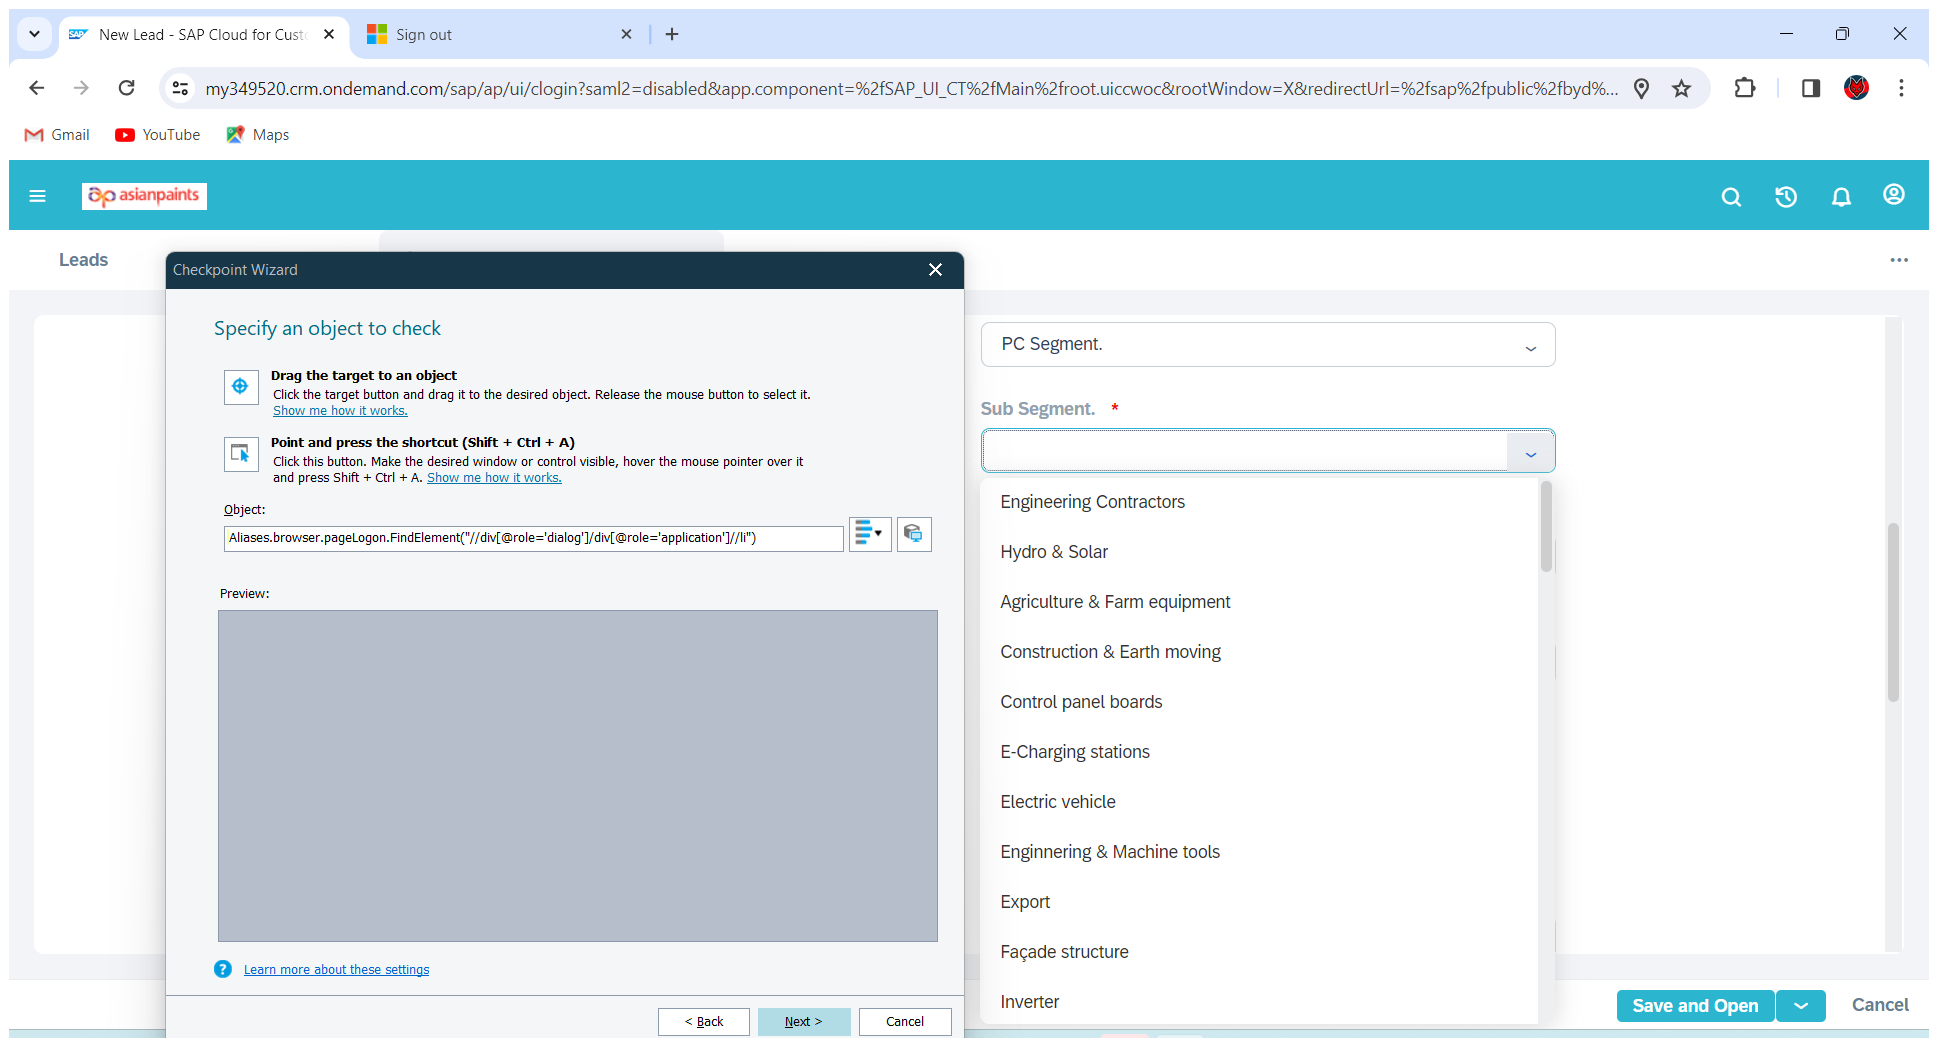 New Lead - SAP Cloud for Custo
Sign out
my349520.crm.ondemand.com/sap/ap/ui/clogin?saml2=disabled&app.component=%2fSAP_UI_CT%2fMain%2froot.uiccwoc&rootWindow=X&redirectUrl=%2fsap%2fpublic%2fbyd%...
Gmail
YouTube
Maps
ap asianpaints
Leads
Checkpoint Wizard
Specify an object to check
Drag the target to an object
Click the target button and drag it to the desired object. Release the mouse button to select it.
Show me how it works.
Point and press the shortcut (Shift + Ctrl + A)
Click this button. Make the desired window or control visible, hover the mouse pointer over it
and press Shift + Ctrl + A. Show me how it works.
Object:
Aliases.browser.pageLogon.FindElement("//div[@role='dialog']/div[@role='application']//li")
Preview:
Learn more about these settings
< Back
Next >
Cancel
PC Segment.
Sub Segment. *
Engineering Contractors
Hydro & Solar
Agriculture & Farm equipment
Construction & Earth moving
Control panel boards
E-Charging stations
Electric vehicle
Enginnering & Machine tools
Export
Façade structure
Inverter
Save and Open
Cancel